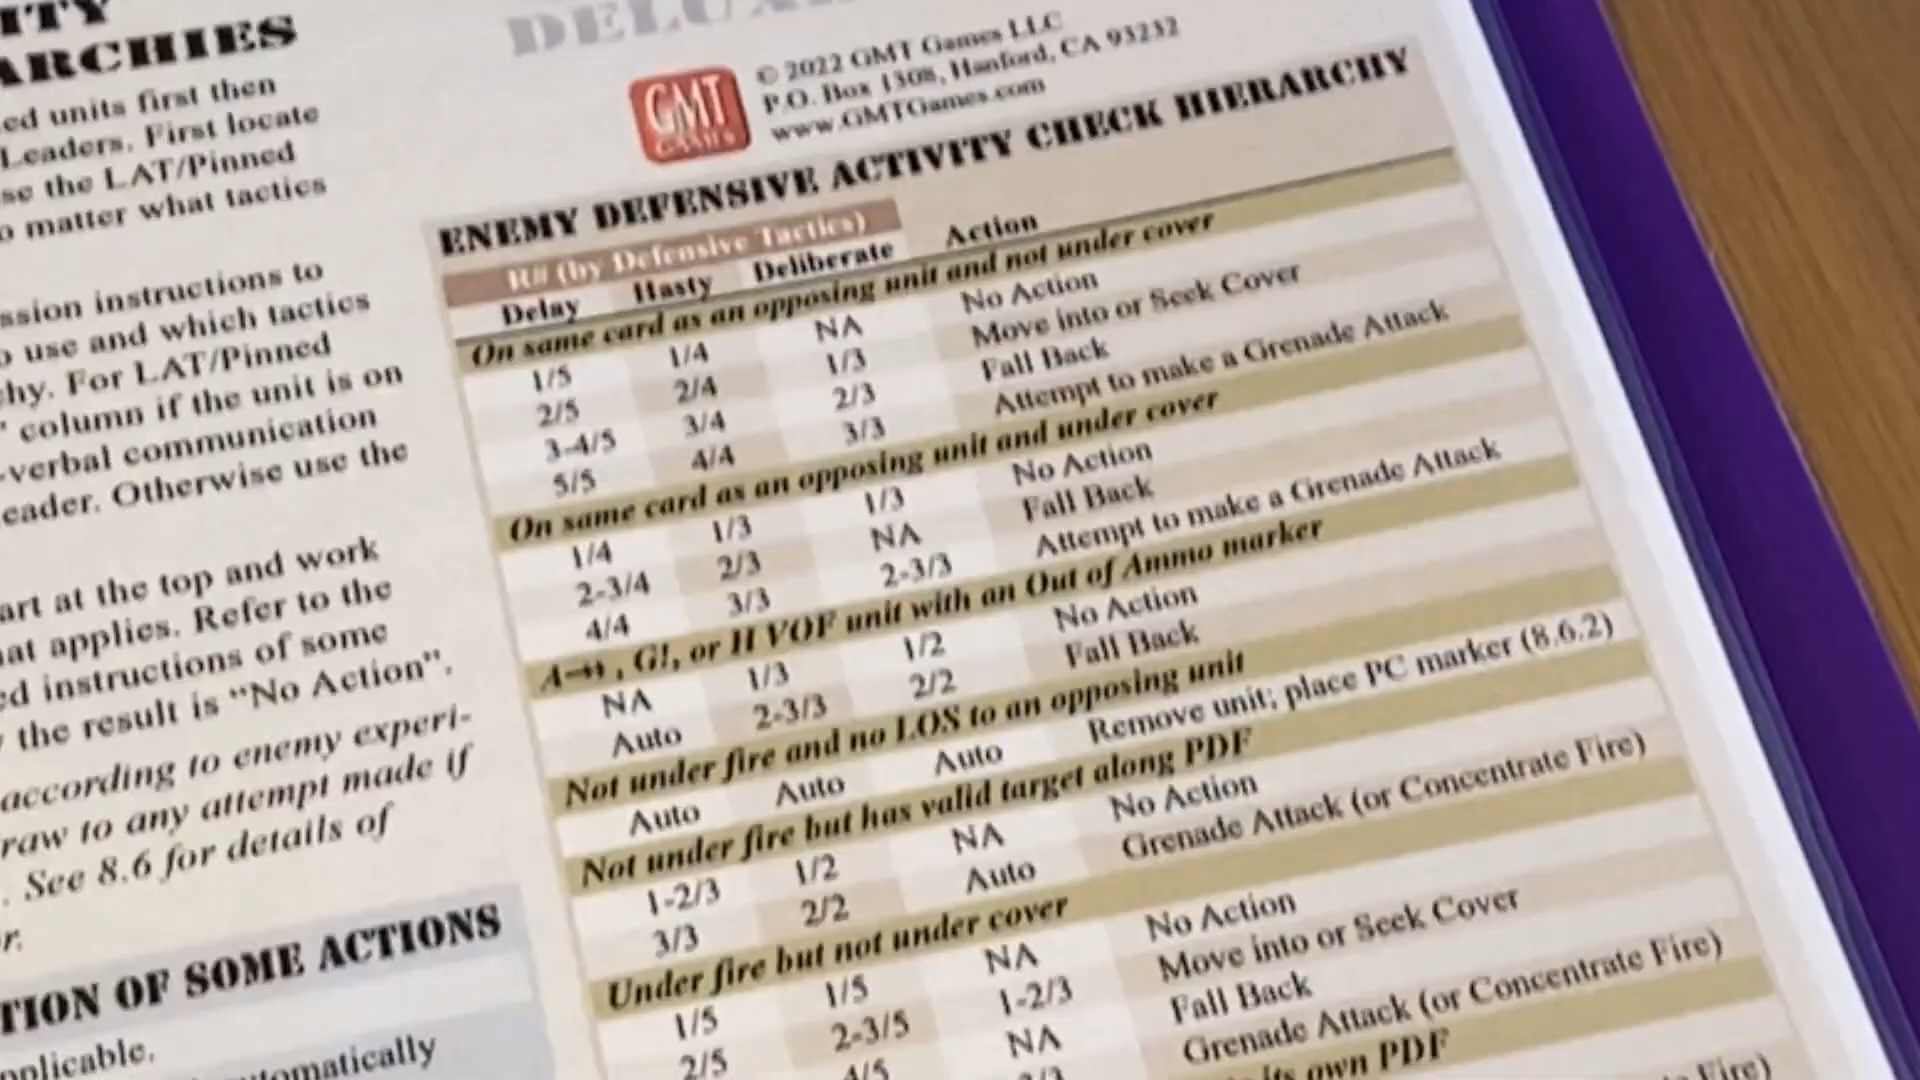 ITY
ARCHIES
ed units first then
Leaders. First locate
se the LAT/Pinned
o matter what tactics
ssion instructions to
o use and which tactics
hy. For LAT/Pinned
" column if the unit is on
-verbal communication
eader. Otherwise use the
art at the top and work
at applies. Refer to the
ed instructions of some
the result is "No Action".
according to enemy experi-
raw to any attempt made if
. See 8.6 for details of
r.
TION OF SOME ACTIONS
pplicable.
utomatically
DELUX
GMT
GAMES
© 2022 GMT Games LLC
P.O. Box 1308, Hanford, CA 93232
www.GMTGames.com
ENEMY DEFENSIVE ACTIVITY CHECK HIERARCHY
R# (by Defensive Tactics)
Delay Hasty Deliberate Action
On same card as an opposing unit and not under cover
1/5 1/4 NA No Action
2/5 2/4 1/3 Move into or Seek Cover
3-4/5 3/4 2/3 Fall Back
5/5 4/4 3/3 Attempt to make a Grenade Attack
On same card as an opposing unit and under cover
1/4 1/3 1/3 No Action
2-3/4 2/3 NA Fall Back
4/4 3/3 2-3/3 Attempt to make a Grenade Attack
A, G!, or H VOF unit with an Out of Ammo marker
NA 1/3 1/2 No Action
Auto 2-3/3 2/2 Fall Back
Not under fire and no LOS to an opposing unit
Auto Auto Auto Remove unit; place PC marker (8.6.2)
Not under fire but has valid target along PDF
1-2/3 1/2 NA No Action
3/3 2/2 Auto Grenade Attack (or Concentrate Fire)
Under fire but not under cover
1/5 1/5 NA No Action
2/5 2-3/5 1-2/3 Move into or Seek Cover
4/5 NA Fall Back
Grenade Attack (or Concentrate Fire)
its own PDF
Fire)